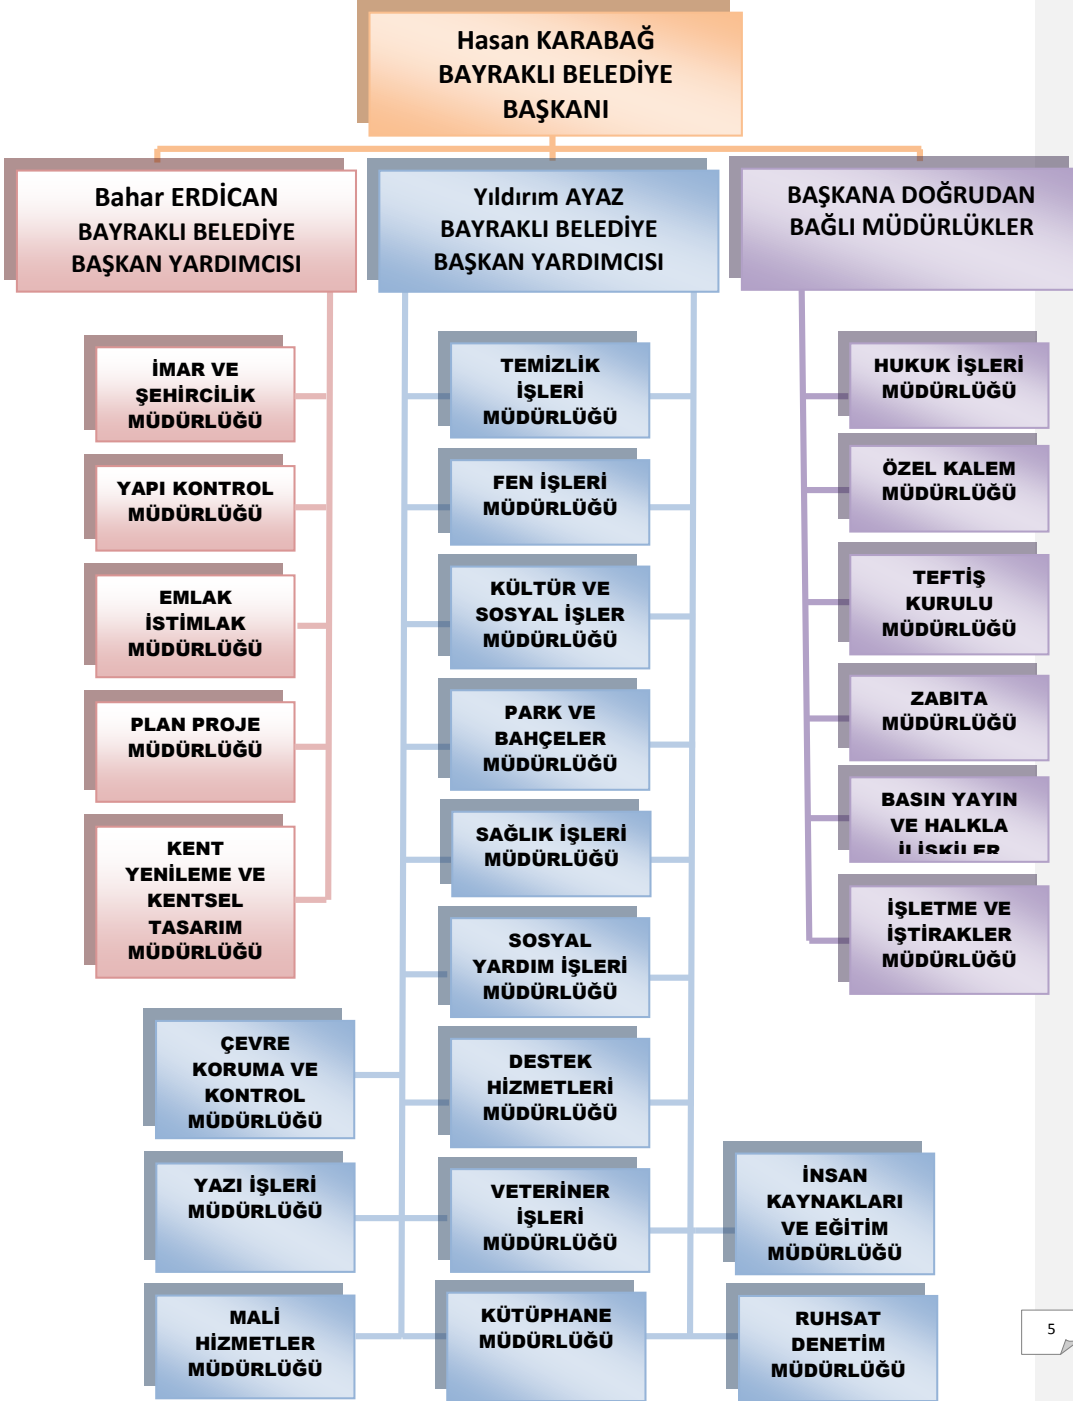 Hasan KARABAĞ
BAYRAKLI BELEDİYE
BAŞKANI
Bahar ERDİCAN
BAYRAKLI BELEDİYE
BAŞKAN YARDIMCISI
Yıldırım AYAZ
BAYRAKLI BELEDİYE
BAŞKAN YARDIMCISI
BAŞKANA DOĞRUDAN
BAĞLI MÜDÜRLÜKLER
İMAR VE
ŞEHİRCİLİK
MÜDÜRLÜĞÜ
YAPI KONTROL
MÜDÜRLÜĞÜ
EMLAK
İSTİMLAK
MÜDÜRLÜĞÜ
PLAN PROJE
MÜDÜRLÜĞÜ
KENT
YENİLEME VE
KENTSEL
TASARIM
MÜDÜRLÜĞÜ
TEMİZLİK
İŞLERİ
MÜDÜRLÜĞÜ
FEN İŞLERİ
MÜDÜRLÜĞÜ
KÜLTÜR VE
SOSYAL İŞLER
MÜDÜRLÜĞÜ
PARK VE
BAHÇELER
MÜDÜRLÜĞÜ
SAĞLIK İŞLERİ
MÜDÜRLÜĞÜ
SOSYAL
YARDIM İŞLERİ
MÜDÜRLÜĞÜ
DESTEK
HİZMETLERİ
MÜDÜRLÜĞÜ
VETERİNER
İŞLERİ
MÜDÜRLÜĞÜ
KÜTÜPHANE
MÜDÜRLÜĞÜ
ÇEVRE
KORUMA VE
KONTROL
MÜDÜRLÜĞÜ
YAZI İŞLERİ
MÜDÜRLÜĞÜ
MALİ
HİZMETLER
MÜDÜRLÜĞÜ
İNSAN
KAYNAKLARI
VE EĞİTİM
MÜDÜRLÜĞÜ
RUHSAT
DENETİM
MÜDÜRLÜĞÜ
HUKUK İŞLERİ
MÜDÜRLÜĞÜ
ÖZEL KALEM
MÜDÜRLÜĞÜ
TEFTİŞ
KURULU
MÜDÜRLÜĞÜ
ZABITA
MÜDÜRLÜĞÜ
BASIN YAYIN
VE HALKLA
İLİŞKİLER
İŞLETME VE
İŞTİRAKLER
MÜDÜRLÜĞÜ
5